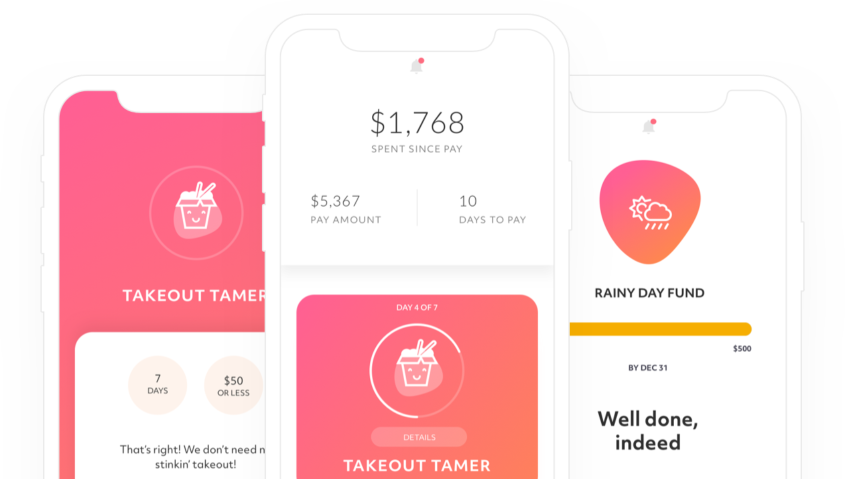 TAKEOUT TAMER
7
DAYS
$50
OR LESS
That's right! We don't need n
stinkin' takeout!
$1,768
SPENT SINCE PAY
$5,367
PAY AMOUNT
10
DAYS TO PAY
DAY 4 OF 7
DETAILS
TAKEOUT TAMER
RAINY DAY FUND
$500
BY DEC 31
Well done,
indeed